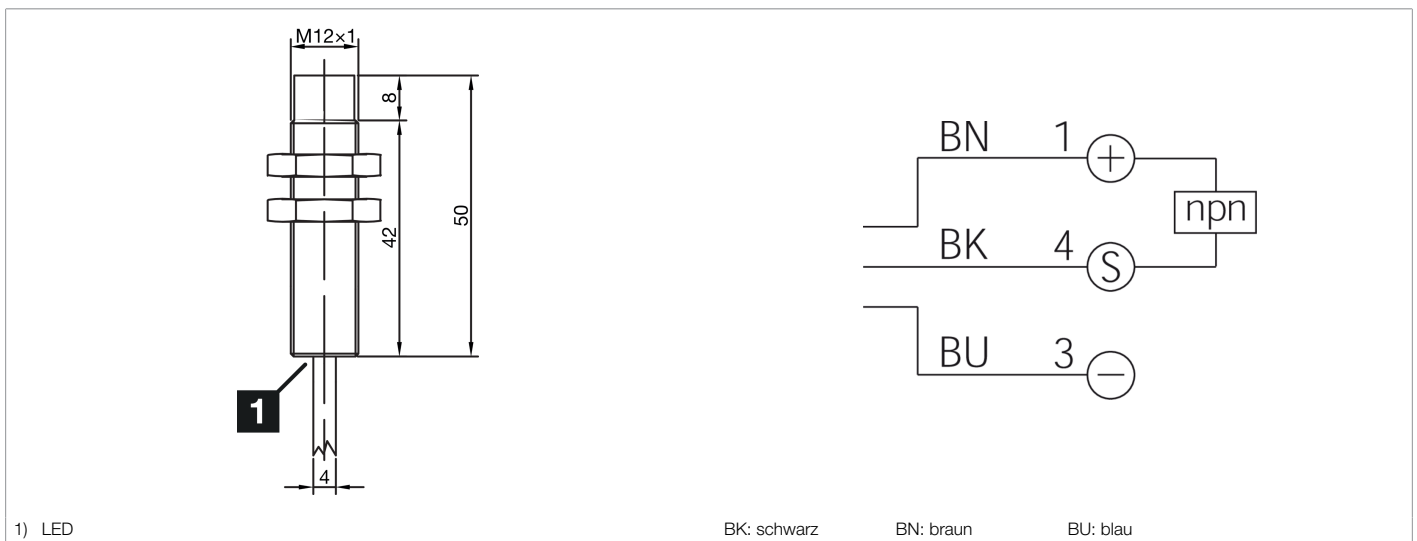 M12×1
8
42
50
1
4
BN 1 +
npn
BK 4 S
BU 3 −
1) LED
BK: schwarz BN: braun BU: blau